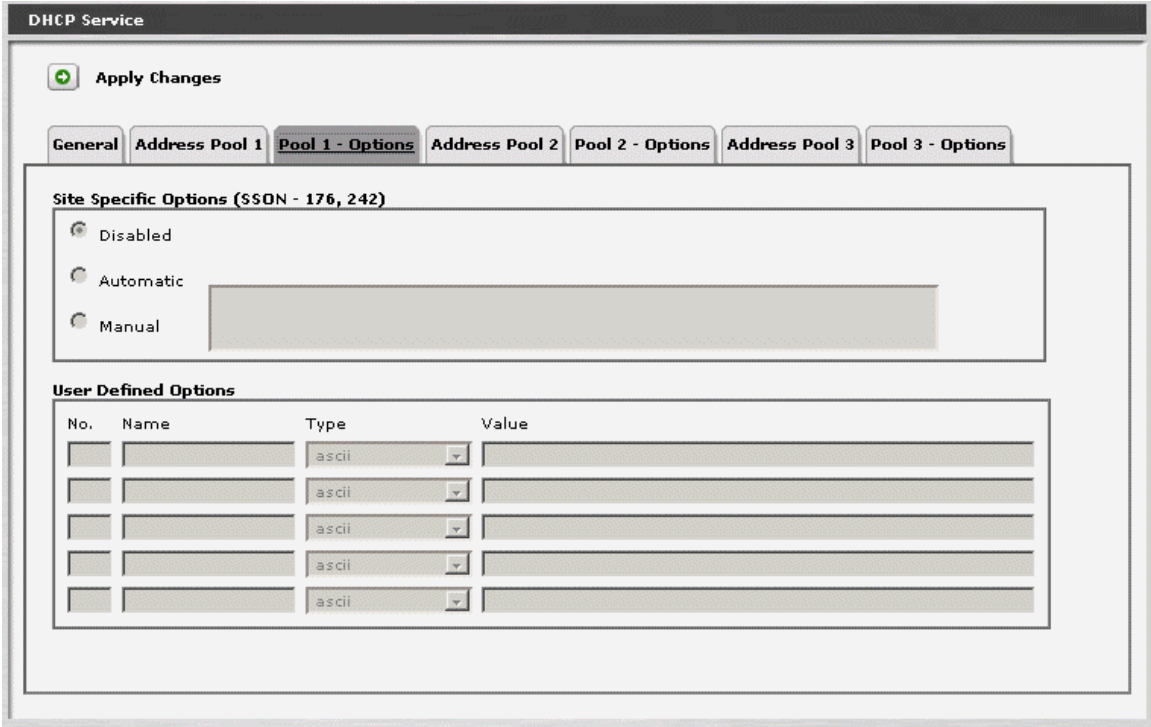 DHCP Service
Apply Changes
General Address Pool 1 Pool 1 - Options Address Pool 2 Pool 2 - Options Address Pool 3 Pool 3 - Options
Site Specific Options (SSON - 176, 242)
Disabled
Automatic
Manual
User Defined Options
No. Name Type Value
ascii
ascii
ascii
ascii
ascii